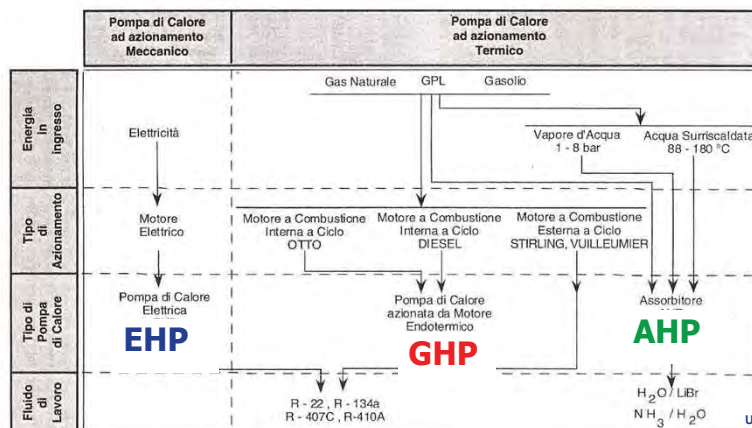 Pompa di Calore
ad azionamento
Meccanico
Pompa di Calore
ad azionamento
Termico
Energia
in
ingresso
Gas Naturale GPL Gasolio
Elettricità
Vapore d'Acqua
1 - 8 bar
Acqua Surriscaldata
88 - 180 °C
Tipo
di
Azionamento
Motore
Elettrico
Motore a Combustione
Interna a Ciclo
OTTO
Motore a Combustione
Interna a Ciclo
DIESEL
Motore a Combustione
Esterna a Ciclo
STIRLING, VUILLEUMIER
Tipo di
Pompa
di Calore
Pompa di Calore
Elettrica
EHP
Pompa di Calore
azionata da Motore
Endotermico
GHP
Assorbitore
AHP
Fluido
di
Lavoro
R - 22 , R - 134a
R - 407C, R-410A
H2O / LiBr
NH3 / H2O